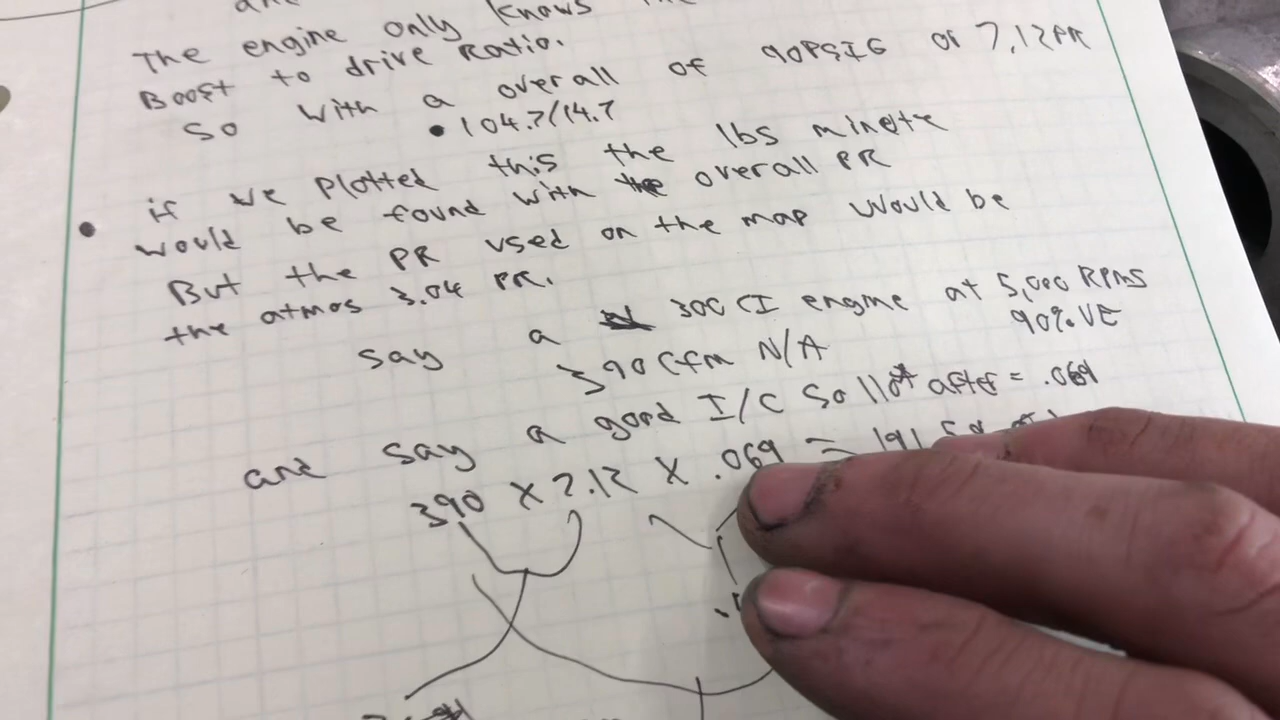 The engine only knows
Boost to drive Ratio.
So with a overall of 90PSIG or 7.12PR
• 104.7/14.7
• if we plotted this the lbs minete
would be found with the overall PR
But the PR used on the map would be
the atmos 3.04 PR.
say a 300 CI engine at 5,000 RPMS
90% VE
390 Cfm N/A
and say a good I/C So 110° after = .069
390 X 7.12 X .069 = 191